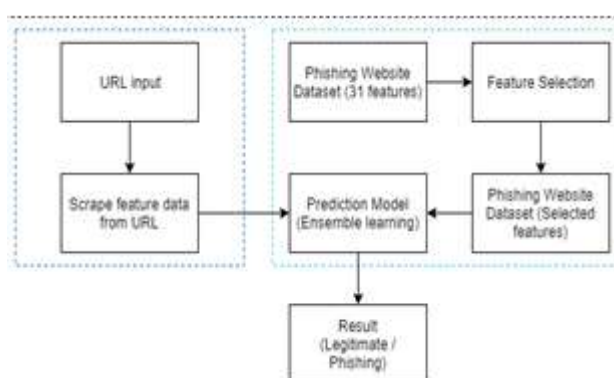 URL input
Phishing Website
Dataset (31 features)
Feature Selection
Scrape feature data
from URL
Prediction Model
(Ensemble learning)
Phishing Website
Dataset (Selected
features)
Result
(Legitimate /
Phishing)